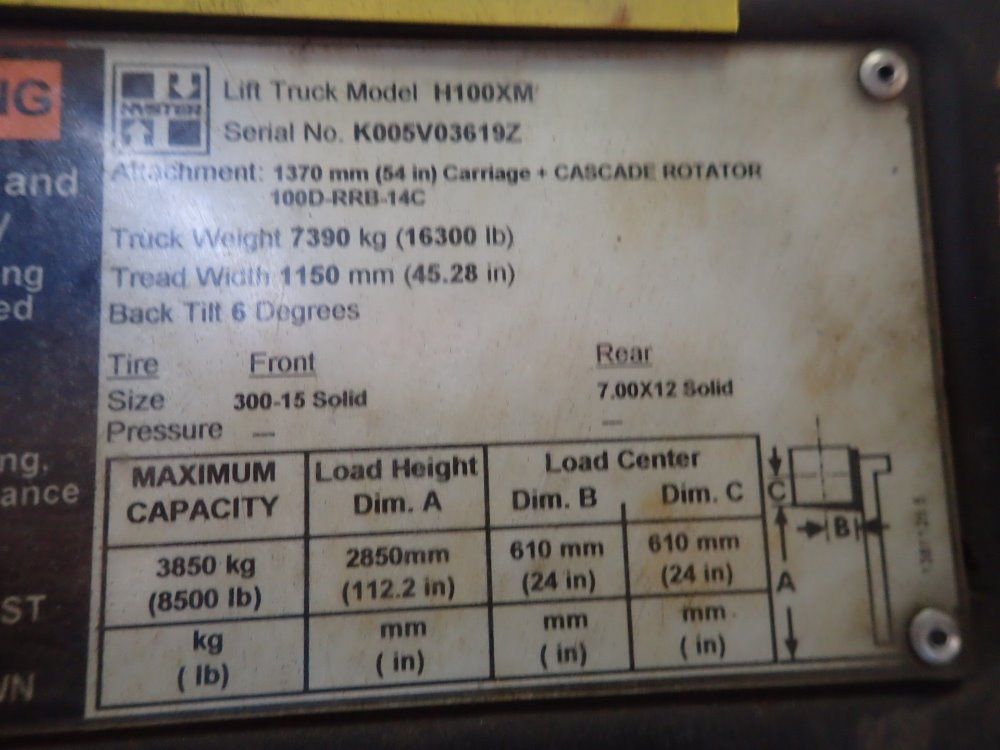 NG
and
y
ng
ed
ng,
ance
ST
WN
HYSTER
Lift Truck Model H100XM
Serial No. K005V03619Z
Attachment: 1370 mm (54 in) Carriage + CASCADE ROTATOR
100D-RRB-14C
Truck Weight 7390 kg (16300 lb)
Tread Width 1150 mm (45.28 in)
Back Tilt 6 Degrees
Tire Front Rear
Size 300-15 Solid 7.00X12 Solid
Pressure — —
MAXIMUM CAPACITY Load Height Dim. A Load Center Dim. B Dim. C
3850 kg (8500 lb) 2850mm (112.2 in) 610 mm (24 in) 610 mm (24 in)
kg ( lb) mm ( in) mm ( in) mm ( in)
C
B
A